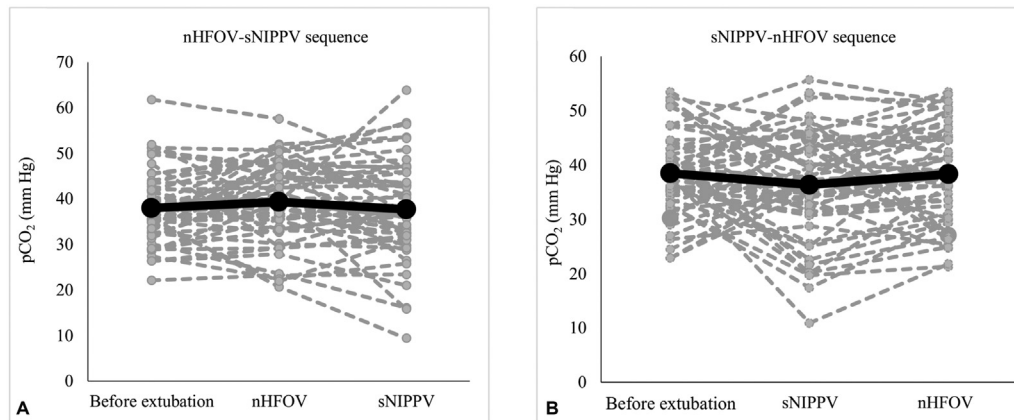 nHFOV-sNIPPV sequence
70
60
50
40
30
20
10
0
pCO₂ (mm Hg)
Before extubation nHFOV sNIPPV
A
sNIPPV-nHFOV sequence
60
50
40
30
20
10
0
pCO₂ (mm Hg)
Before extubation sNIPPV nHFOV
B